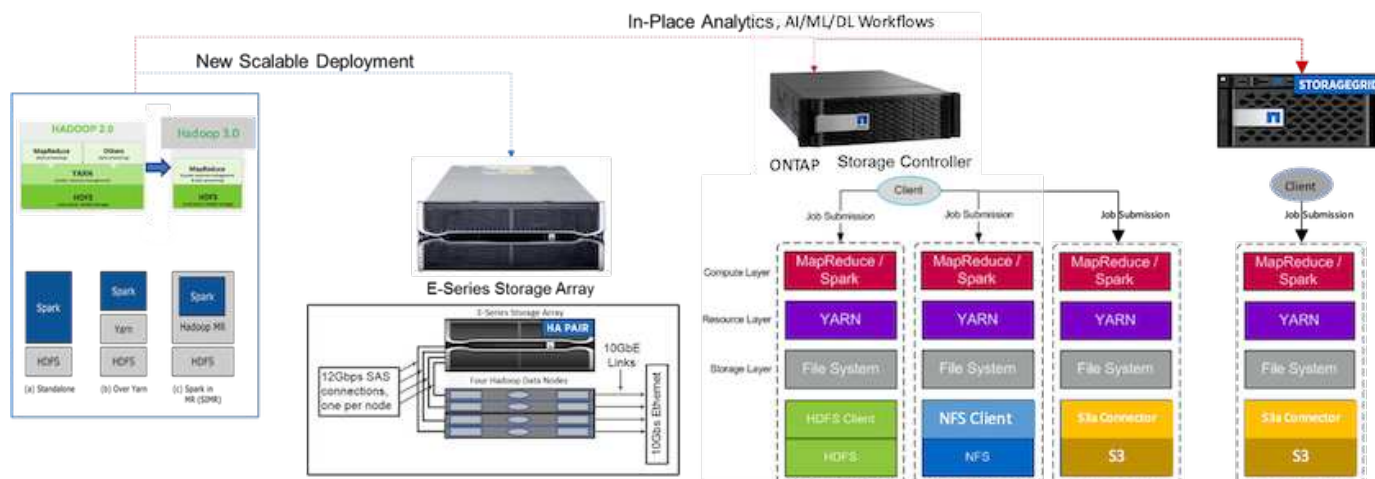 In-Place Analytics, AI/ML/DL Workflows
New Scalable Deployment
HADOOP 2.0
MapReduce
Others
YARN
HDFS
Hadoop 3.0
MapReduce
HDFS
Spark
HDFS
(a) Standalone
Spark
Yarn
HDFS
(b) Over Yarn
Spark
Hadoop MR
HDFS
(c) Spark in
MR (SIMR)
E-Series Storage Array
E-Series Storage Array
HA PAIR
10GbE
Links
12Gbps SAS
connections,
one per node
Four Hadoop Data Nodes
10Gbs Ethernet
ONTAP
Storage Controller
STORAGEGRID
Client
Client
Job Submission
Job Submission
Job Submission
Job Submission
Compute Layer
MapReduce /
Spark
MapReduce /
Spark
MapReduce /
Spark
MapReduce /
Spark
Resource Layer
YARN
YARN
YARN
YARN
Storage Layer
File System
File System
File System
File System
HDFS Client
NFS Client
S3a Connector
S3a Connector
HDFS
NFS
S3
S3